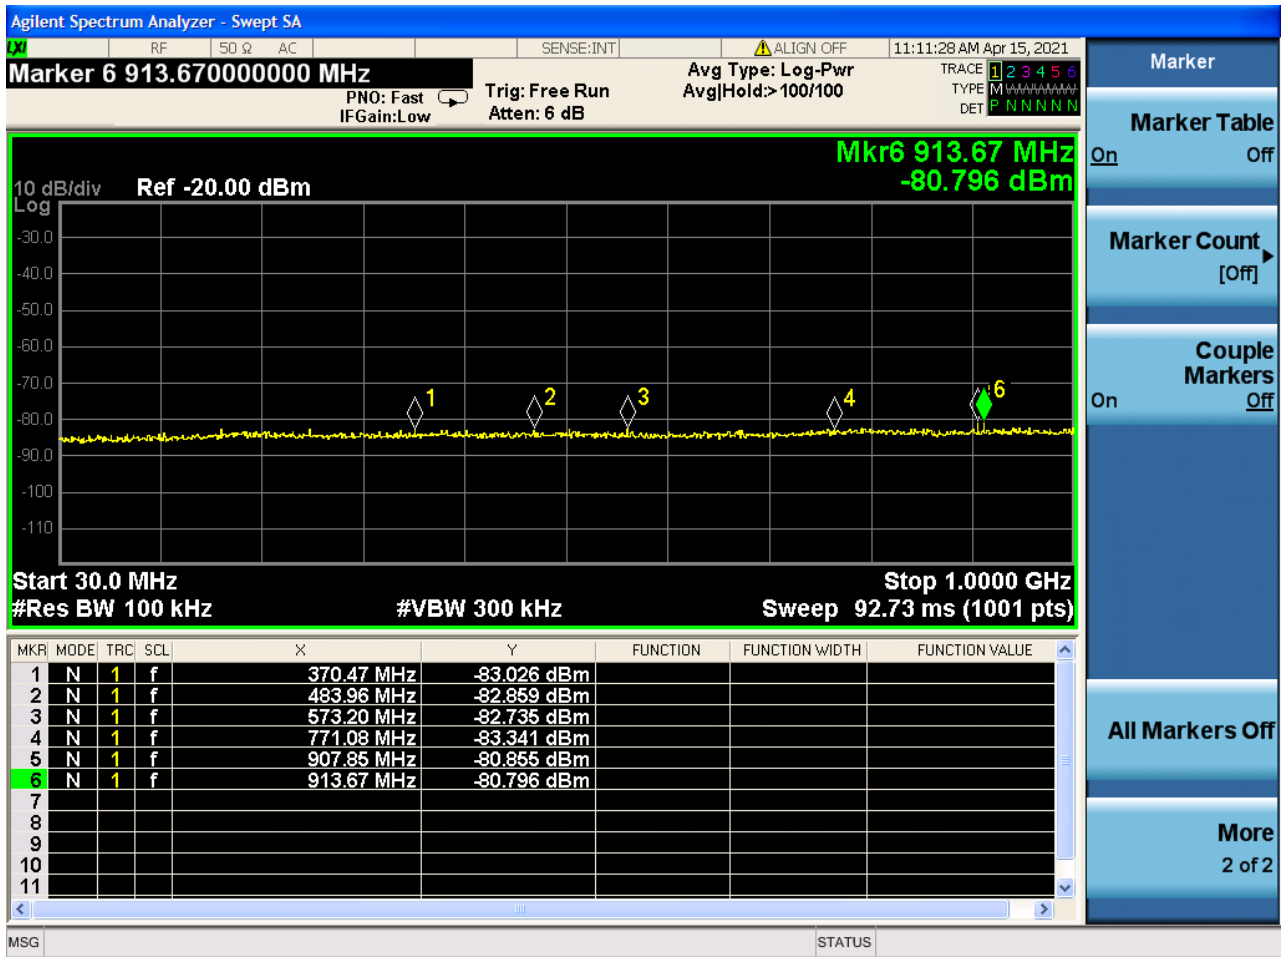 Agilent Spectrum Analyzer - Swept SA
LXI RF 50 Ω AC SENSE:INT ALIGN OFF 11:11:28 AM Apr 15, 2021
Marker 6 913.670000000 MHz
PNO: Fast
IFGain:Low
Trig: Free Run
Atten: 6 dB
Avg Type: Log-Pwr
Avg|Hold:>100/100
TRACE 1 2 3 4 5 6
TYPE M WWWWW
DET P N N N N N
Mkr6 913.67 MHz
-80.796 dBm
10 dB/div Ref -20.00 dBm
Log
-30.0
-40.0
-50.0
-60.0
-70.0
-80.0
-90.0
-100
-110
1 2 3 4 6
Start 30.0 MHz Stop 1.0000 GHz
#Res BW 100 kHz #VBW 300 kHz Sweep 92.73 ms (1001 pts)
MKR MODE TRC SCL X Y FUNCTION FUNCTION WIDTH FUNCTION VALUE
1 N 1 f 370.47 MHz -83.026 dBm
2 N 1 f 483.96 MHz -82.859 dBm
3 N 1 f 573.20 MHz -82.735 dBm
4 N 1 f 771.08 MHz -83.341 dBm
5 N 1 f 907.85 MHz -80.855 dBm
6 N 1 f 913.67 MHz -80.796 dBm
7
8
9
10
11
MSG STATUS
Marker
Marker Table
On Off
Marker Count
[Off]
Couple
Markers
On Off
All Markers Off
More
2 of 2